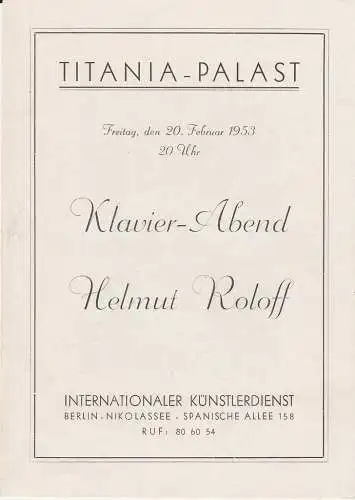 TITANIA-PALAST
Freitag, den 20. Februar 1953
20 Uhr
Klavier-Abend
Helmut Roloff
INTERNATIONALER KÜNSTLERDIENST
BERLIN-NIKOLASSEE - SPANISCHE ALLEE 158
RUF: 80 60 54